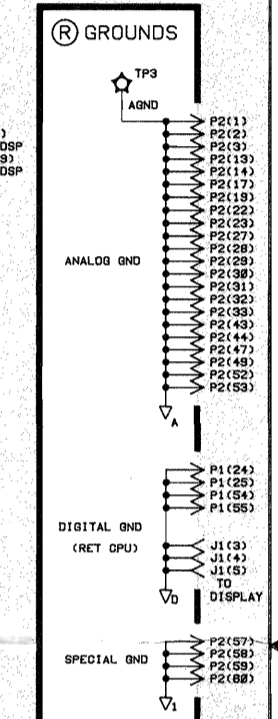 R GROUNDS
TP3
AGND
)
DSP
9)
DSP
P2(1)
P2(2)
P2(3)
P2(13)
P2(14)
P2(17)
P2(19)
P2(22)
P2(23)
P2(27)
P2(28)
P2(29)
P2(30)
P2(31)
P2(32)
P2(33)
P2(43)
P2(44)
P2(47)
P2(49)
P2(52)
P2(53)
ANALOG GND
A
P1(24)
P1(25)
P1(54)
P1(55)
DIGITAL GND
(RET CPU)
J1(3)
J1(4)
J1(5)
TO
DISPLAY
D
P2(57)
P2(58)
P2(59)
P2(60)
SPECIAL GND
1